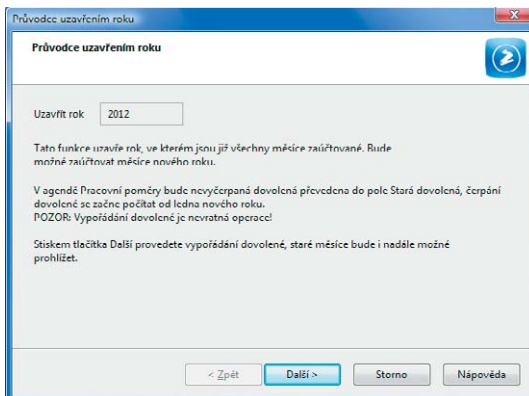 Průvodce uzavřením roku
Průvodce uzavřením roku
Uzavřít rok 2012
Tato funkce uzavře rok, ve kterém jsou již všechny měsíce zaúčtované. Bude
možné zaúčtovat měsíce nového roku.
V agendě Pracovní poměry bude nevyčerpaná dovolená převedena do pole Stará dovolená, čerpání
dovolené se začne počítat od ledna nového roku.
POZOR: Vypořádání dovolené je nevratná operace!
Stiskem tlačítka Další provedete vypořádání dovolené, staré měsíce bude i nadále možné
prohlížet.
< Zpět Další > Storno Nápověda